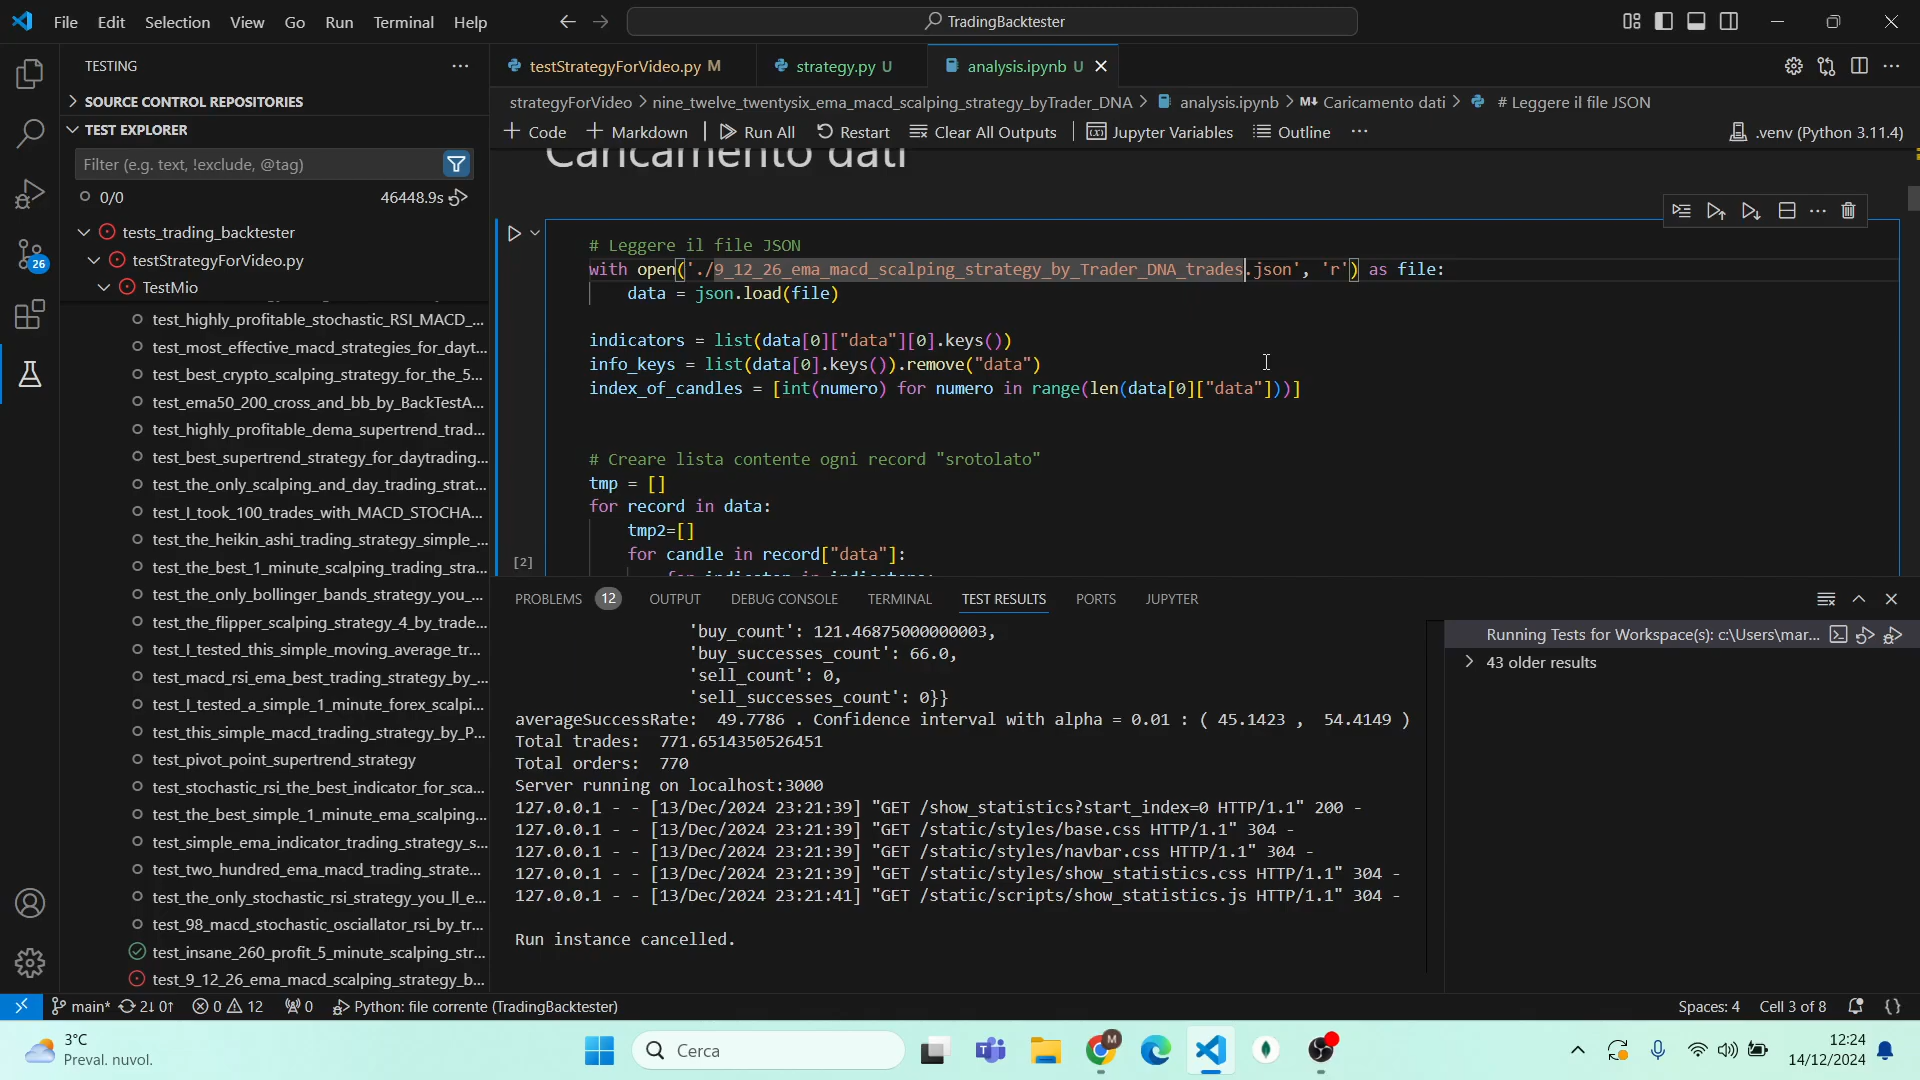 File Edit Selection View Go Run Terminal Help
TradingBacktester
TESTING
SOURCE CONTROL REPOSITORIES
TEST EXPLORER
Filter (e.g. text, !exclude, @tag)
0/0 46448.9s
tests_trading_backtester
testStrategyForVideo.py
TestMio
test_highly_profitable_stochastic_RSI_MACD_...
test_most_effective_macd_strategies_for_dayt...
test_best_crypto_scalping_strategy_for_the_5...
test_ema50_200_cross_and_bb_by_BackTestA...
test_highly_profitable_dema_supertrend_trad...
test_best_supertrend_strategy_for_daytrading...
test_the_only_scalping_and_day_trading_strat...
test_I_took_100_trades_with_MACD_STOCHA...
test_the_heikin_ashi_trading_strategy_simple_...
test_the_best_1_minute_scalping_trading_stra...
test_the_only_bollinger_bands_strategy_you_...
test_the_flipper_scalping_strategy_4_by_trade...
test_I_tested_this_simple_moving_average_tr...
test_macd_rsi_ema_best_trading_strategy_by_...
test_I_tested_a_simple_1_minute_forex_scalpi...
test_this_simple_macd_trading_strategy_by_P...
test_pivot_point_supertrend_strategy
test_stochastic_rsi_the_best_indicator_for_sca...
test_the_best_simple_1_minute_ema_scalping...
test_simple_ema_indicator_trading_strategy_s...
test_two_hundred_ema_macd_trading_strate...
test_the_only_stochastic_rsi_strategy_you_ll_e...
test_98_macd_stochastic_osciallator_rsi_by_tr...
test_insane_260_profit_5_minute_scalping_str...
test_9_12_26_ema_macd_scalping_strategy_b...
testStrategyForVideo.py M strategy.py U analysis.ipynb U
strategyForVideo > nine_twelve_twentysix_ema_macd_scalping_strategy_byTrader_DNA > analysis.ipynb > M↓ Caricamento dati > # Leggere il file JSON
+ Code + Markdown | Run All Restart Clear All Outputs | Jupyter Variables Outline ... .venv (Python 3.11.4)
Caricamento dati
# Leggere il file JSON
with open('./9_12_26_ema_macd_scalping_strategy_by_Trader_DNA_trades.json', 'r') as file:
data = json.load(file)
indicators = list(data[0]["data"][0].keys())
info_keys = list(data[0].keys()).remove("data")
index_of_candles = [int(numero) for numero in range(len(data[0]["data"]))]
# Creare lista contente ogni record "srotolato"
tmp = []
for record in data:
tmp2=[]
for candle in record["data"]:
for indicator in indicators:
[2]
PROBLEMS 12 OUTPUT DEBUG CONSOLE TERMINAL TEST RESULTS PORTS JUPYTER
'buy_count': 121.46875000000003,
'buy_successes_count': 66.0,
'sell_count': 0,
'sell_successes_count': 0}}
averageSuccessRate:  49.7786 . Confidence interval with alpha = 0.01 : ( 45.1423 ,  54.4149 )
Total trades:  771.6514350526451
Total orders:  770
Server running on localhost:3000
127.0.0.1 - - [13/Dec/2024 23:21:39] "GET /show_statistics?start_index=0 HTTP/1.1" 200 -
127.0.0.1 - - [13/Dec/2024 23:21:39] "GET /static/styles/base.css HTTP/1.1" 304 -
127.0.0.1 - - [13/Dec/2024 23:21:39] "GET /static/styles/navbar.css HTTP/1.1" 304 -
127.0.0.1 - - [13/Dec/2024 23:21:39] "GET /static/styles/show_statistics.css HTTP/1.1" 304 -
127.0.0.1 - - [13/Dec/2024 23:21:41] "GET /static/scripts/show_statistics.js HTTP/1.1" 304 -
Run instance cancelled.
Running Tests for Workspace(s): c:\Users\mar...
43 older results
26
main* 2↓ 0↑ 0 12 0 Python: file corrente (TradingBacktester)
Spaces: 4 Cell 3 of 8
3°C
Preval. nuvol.
Cerca
M
12:24
14/12/2024